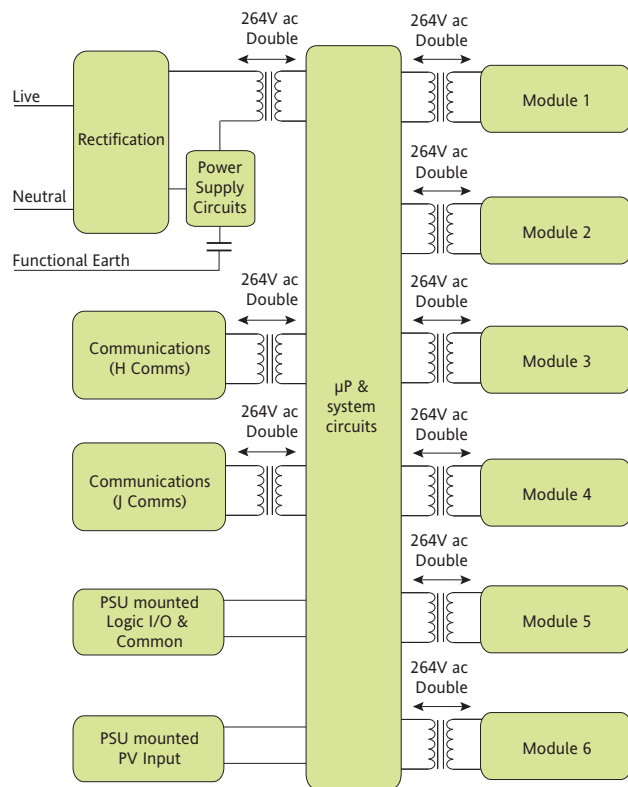 264V ac
Double
264V ac
Double
Live
Rectification
Module 1
Power
Supply
Circuits
264V ac
Double
Neutral
Module 2
Functional Earth
264V ac
Double
264V ac
Double
Communications
(H Comms)
Module 3
µP &
system
circuits
264V ac
Double
264V ac
Double
Communications
(J Comms)
Module 4
264V ac
Double
PSU mounted
Logic I/O &
Common
Module 5
264V ac
Double
PSU mounted
PV Input
Module 6